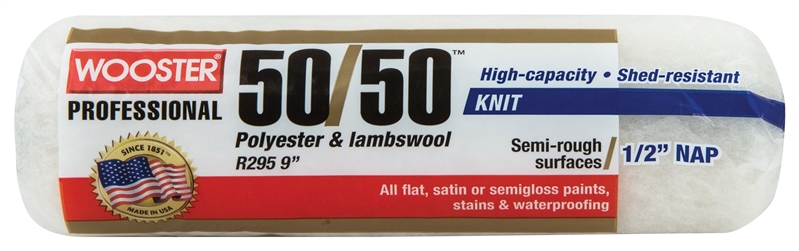 WOOSTER®
PROFESSIONAL
SINCE 1851™
MADE IN USA
50/50™
Polyester & lambswool
R295 9”
High-capacity • Shed-resistant
KNIT
Semi-rough
surfaces / 1/2” NAP
All flat, satin or semigloss paints,
stains & waterproofing